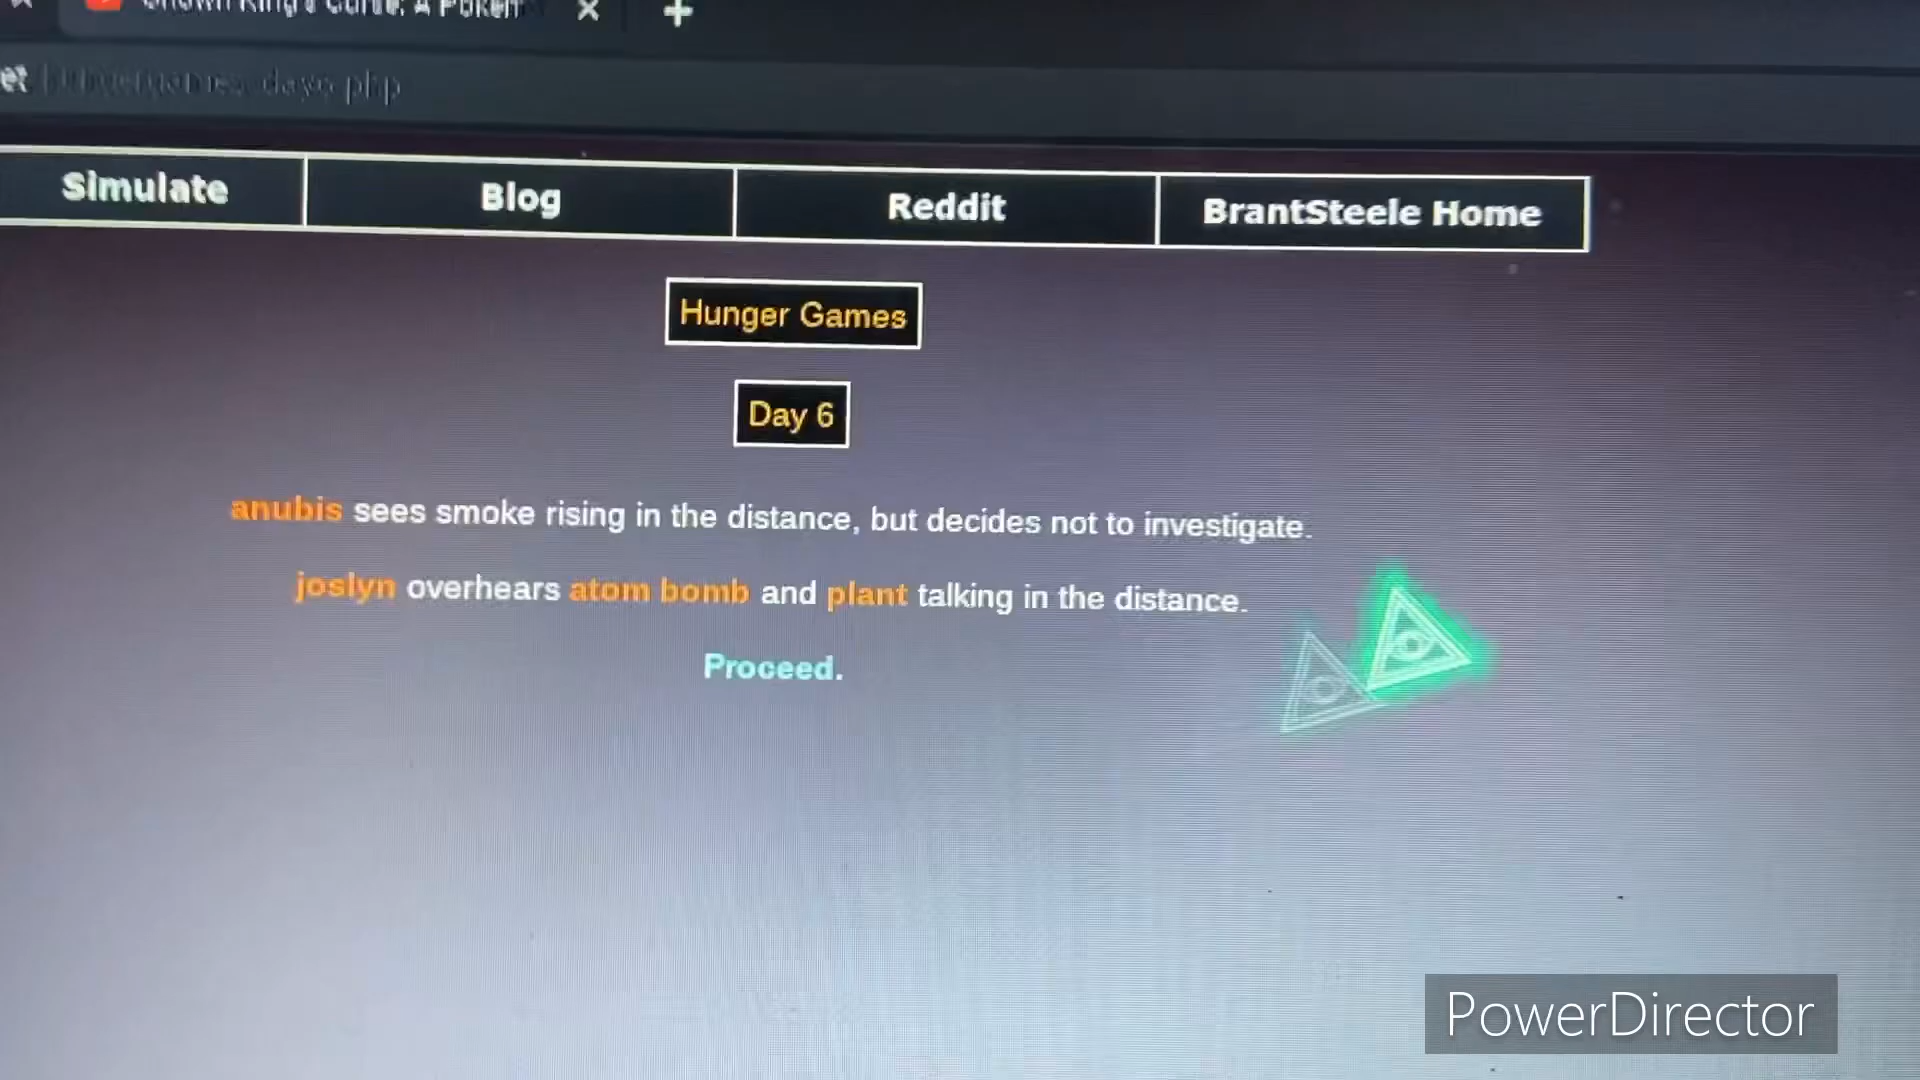 Simulate Blog Reddit BrantSteele Home
Hunger Games
Day 6
anubis sees smoke rising in the distance, but decides not to investigate.
joslyn overhears atom bomb and plant talking in the distance.
Proceed.
PowerDirector